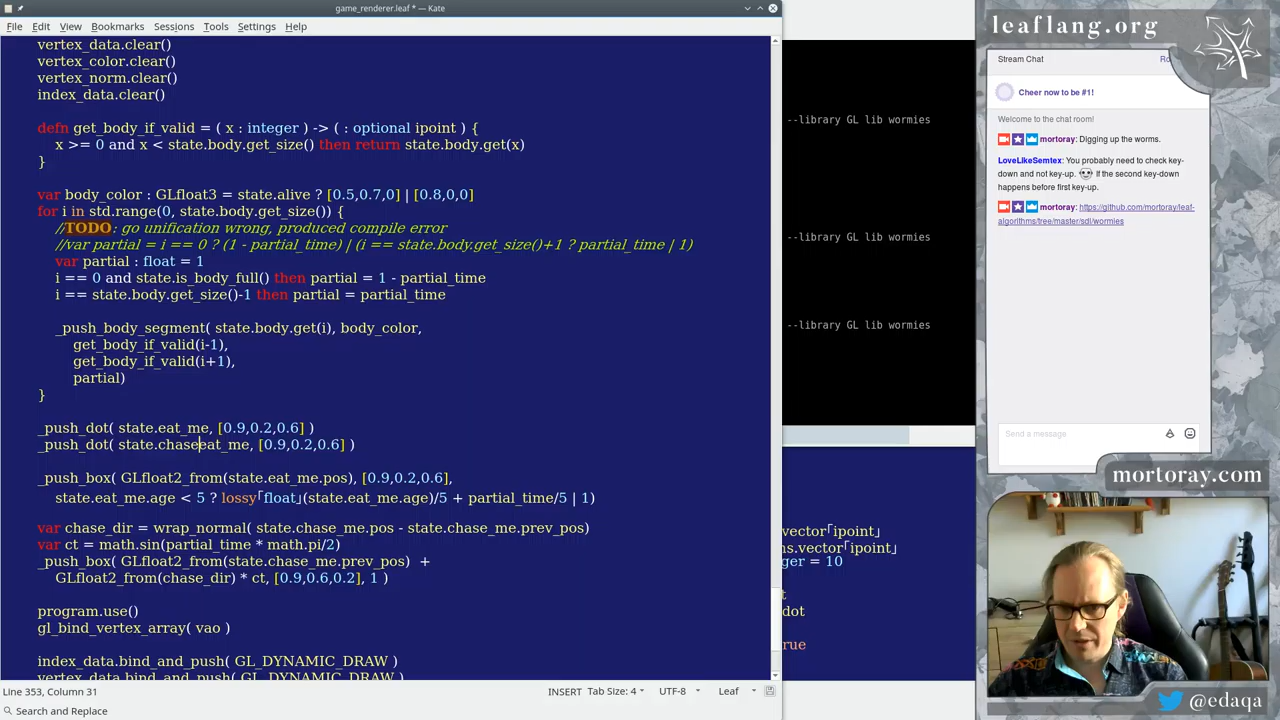 game_renderer.leaf * — Kate
File Edit View Bookmarks Sessions Tools Settings Help
vertex_data.clear()
vertex_color.clear()
vertex_norm.clear()
index_data.clear()
defn get_body_if_valid = ( x : integer ) -> ( : optional ipoint ) {
x >= 0 and x < state.body.get_size() then return state.body.get(x)
}
var body_color : GLfloat3 = state.alive ? [0.5,0.7,0] | [0.8,0,0]
for i in std.range(0, state.body.get_size()) {
//TODO: go unification wrong, produced compile error
//var partial = i == 0 ? (1 - partial_time) | (i == state.body.get_size()+1 ? partial_time | 1)
var partial : float = 1
i == 0 and state.is_body_full() then partial = 1 - partial_time
i == state.body.get_size()-1 then partial = partial_time
_push_body_segment( state.body.get(i), body_color,
get_body_if_valid(i-1),
get_body_if_valid(i+1),
partial)
}
_push_dot( state.eat_me, [0.9,0.2,0.6] )
_push_dot( state.chaseeat_me, [0.9,0.2,0.6] )
_push_box( GLfloat2_from(state.eat_me.pos), [0.9,0.2,0.6],
state.eat_me.age < 5 ? lossy「float」(state.eat_me.age)/5 + partial_time/5 | 1)
var chase_dir = wrap_normal( state.chase_me.pos - state.chase_me.prev_pos)
var ct = math.sin(partial_time * math.pi/2)
_push_box( GLfloat2_from(state.chase_me.prev_pos) +
GLfloat2_from(chase_dir) * ct, [0.9,0.6,0.2], 1 )
program.use()
gl_bind_vertex_array( vao )
index_data.bind_and_push( GL_DYNAMIC_DRAW )
vertex_data.bind_and_push( GL_DYNAMIC_DRAW )
Line 353, Column 31
INSERT Tab Size: 4 UTF-8 Leaf
Search and Replace
--library GL lib wormies
--library GL lib wormies
--library GL lib wormies
.vector「ipoint」
ns.vector「ipoint」
ger = 10
t
dot
rue
leaflang.org
Stream Chat
Cheer now to be #1!
Welcome to the chat room!
mortoray: Digging up the worms.
LoveLikeSemtex: You probably need to check key-
down and not key-up. If the second key-down
happens before first key-up.
mortoray: https://github.com/mortoray/leaf-
algorithms/tree/master/sdl/wormies
Send a message
mortoray.com
@edaqa